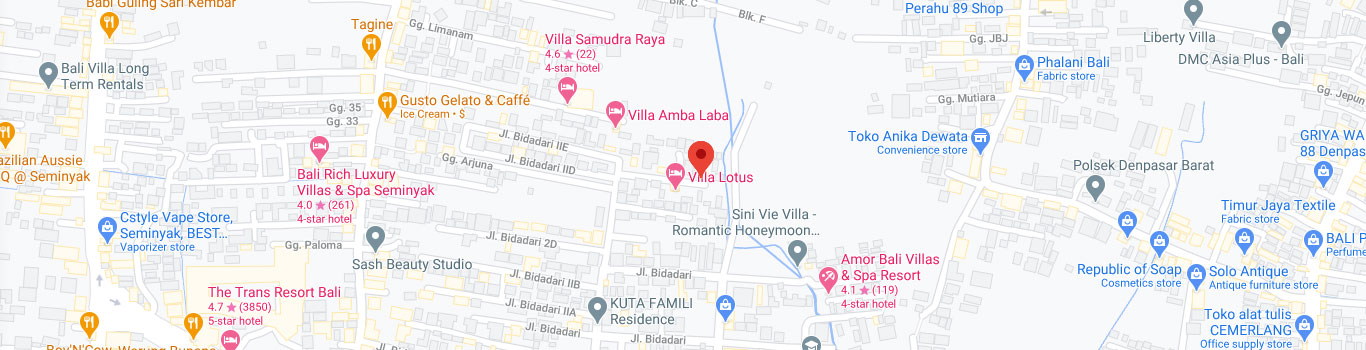 Babi Guling Sari Kembar
Tagine
Gg. Limanam
Blk. C
Blk. F
Perahu 89 Shop
Gg. JBJ
Liberty Villa
DMC Asia Plus - Bali
Villa Samudra Raya
4.6 ★ (22)
4-star hotel
Bali Villa Long
Term Rentals
Phalani Bali
Fabric store
Gg. Jepun
Gusto Gelato & Caffé
Ice Cream • $
Gg. 35
Gg. 33
Villa Amba Laba
Gg. Mutiara
Jl. Bidadari IIE
Jl. Bidadari IID
Gg. Arjuna
Toko Anika Dewata
Convenience store
GRIYA WA
88 Denpas
azilian Aussie
Q @ Seminyak
Bali Rich Luxury
Villas & Spa Seminyak
4.0 ★ (261)
4-star hotel
Villa Lotus
Polsek Denpasar Barat
Timur Jaya Textile
Fabric store
Cstyle Vape Store,
Seminyak, BEST...
Vaporizer store
Gg. Paloma
Sash Beauty Studio
Jl. Bidadari 2D
Sini Vie Villa -
Romantic Honeymoon...
BALI P
Perfume
Jl. Bidadari
Jl. Bidadari IIB
Jl. Bidadari IIA
Jl. Bidadari
Amor Bali Villas
& Spa Resort
4.1 ★ (119)
4-star hotel
Republic of Soap
Cosmetics store
Solo Antique
Antique furniture store
The Trans Resort Bali
4.7 ★ (3850)
5-star hotel
KUTA FAMILI
Residence
Toko alat tulis
CEMERLANG
Office supply store
Boy'N'Cow
Warung Rupane